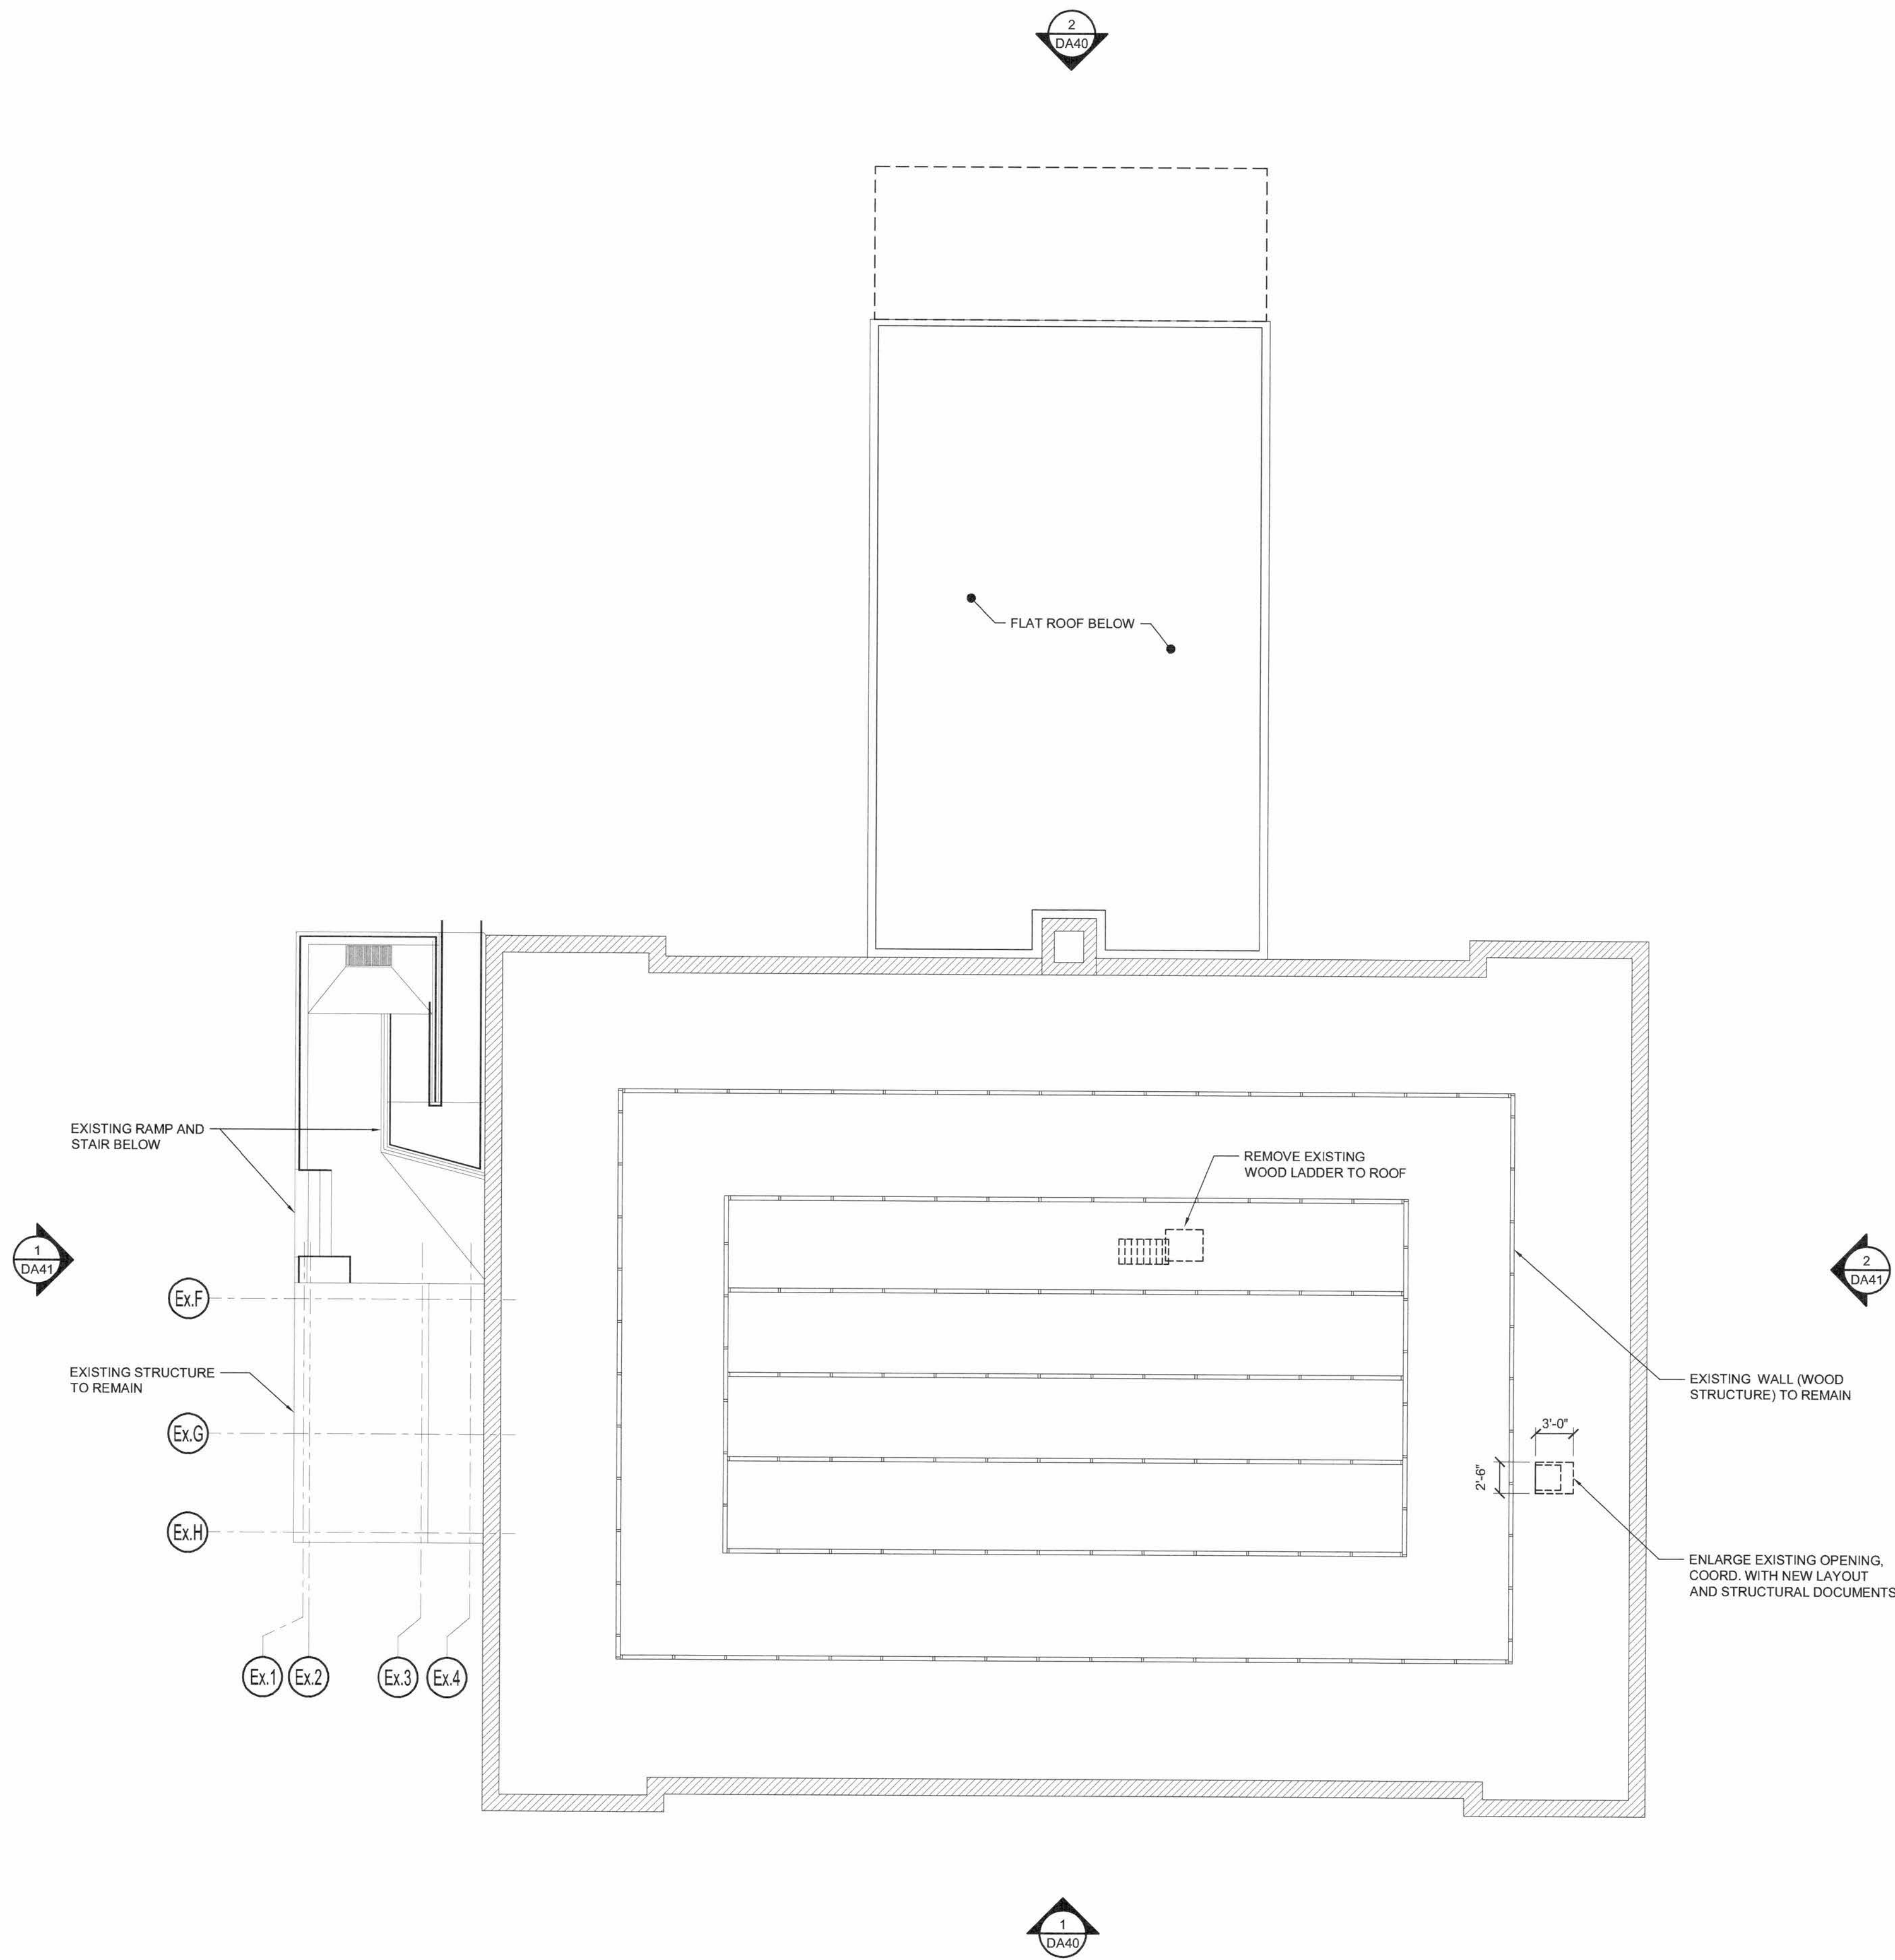 2
DA40
FLAT ROOF BELOW
EXISTING RAMP AND
STAIR BELOW
REMOVE EXISTING
WOOD LADDER TO ROOF
1
DA41
2
DA41
Ex.F
EXISTING STRUCTURE
TO REMAIN
EXISTING WALL (WOOD
STRUCTURE) TO REMAIN
Ex.G
3'-0"
2'-6"
Ex.H
ENLARGE EXISTING OPENING,
COORD. WITH NEW LAYOUT
AND STRUCTURAL DOCUMENTS
Ex.1
Ex.2
Ex.3
Ex.4
1
DA40